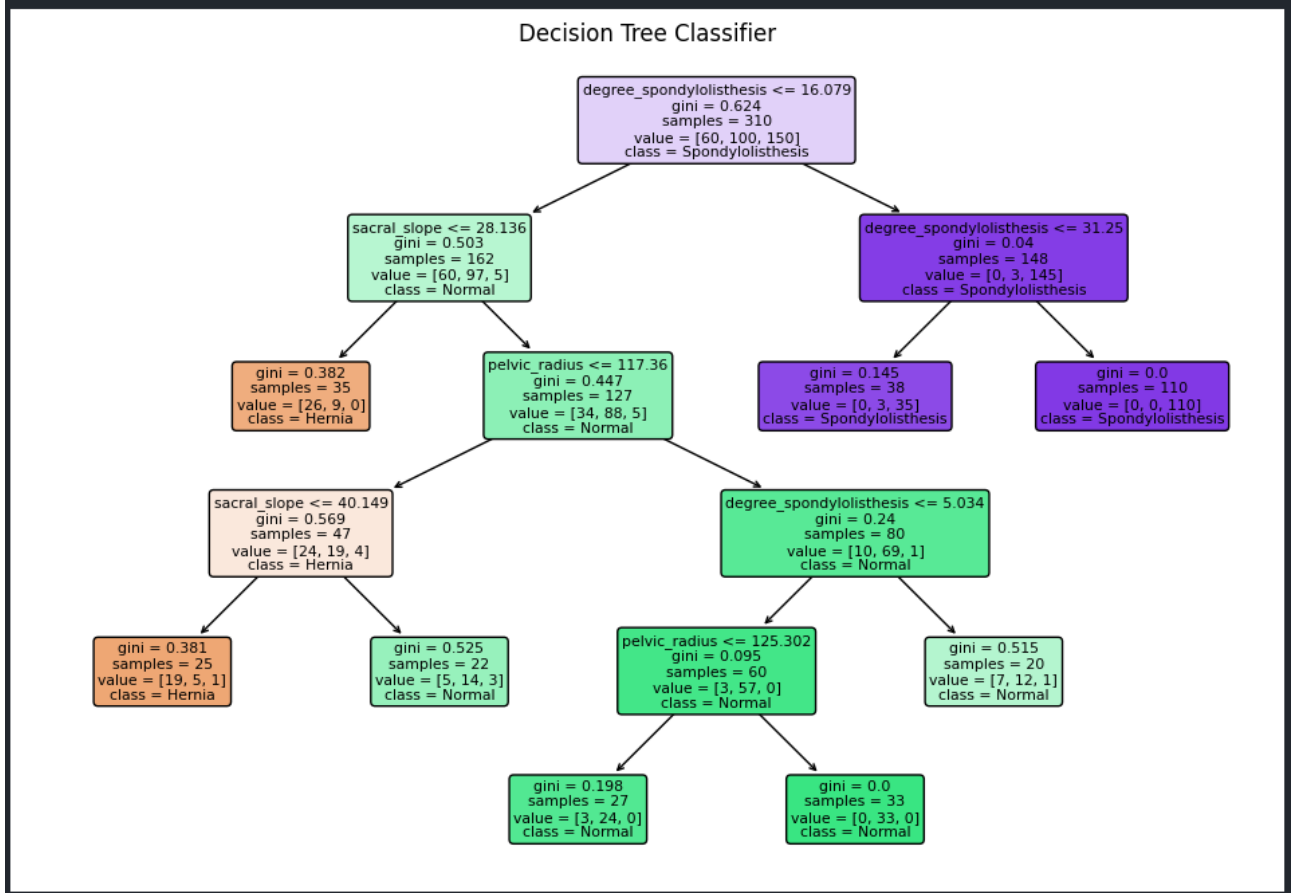 Decision Tree Classifier
degree_spondylolisthesis <= 16.079
gini = 0.624
samples = 310
value = [60, 100, 150]
class = Spondylolisthesis
sacral_slope <= 28.136
gini = 0.503
samples = 162
value = [60, 97, 5]
class = Normal
degree_spondylolisthesis <= 31.25
gini = 0.04
samples = 148
value = [0, 3, 145]
class = Spondylolisthesis
gini = 0.382
samples = 35
value = [26, 9, 0]
class = Hernia
pelvic_radius <= 117.36
gini = 0.447
samples = 127
value = [34, 88, 5]
class = Normal
gini = 0.145
samples = 38
value = [0, 3, 35]
class = Spondylolisthesis
gini = 0.0
samples = 110
value = [0, 0, 110]
class = Spondylolisthesis
sacral_slope <= 40.149
gini = 0.569
samples = 47
value = [24, 19, 4]
class = Hernia
degree_spondylolisthesis <= 5.034
gini = 0.24
samples = 80
value = [10, 69, 1]
class = Normal
gini = 0.381
samples = 25
value = [19, 5, 1]
class = Hernia
gini = 0.525
samples = 22
value = [5, 14, 3]
class = Normal
pelvic_radius <= 125.302
gini = 0.095
samples = 60
value = [3, 57, 0]
class = Normal
gini = 0.515
samples = 20
value = [7, 12, 1]
class = Normal
gini = 0.198
samples = 27
value = [3, 24, 0]
class = Normal
gini = 0.0
samples = 33
value = [0, 33, 0]
class = Normal